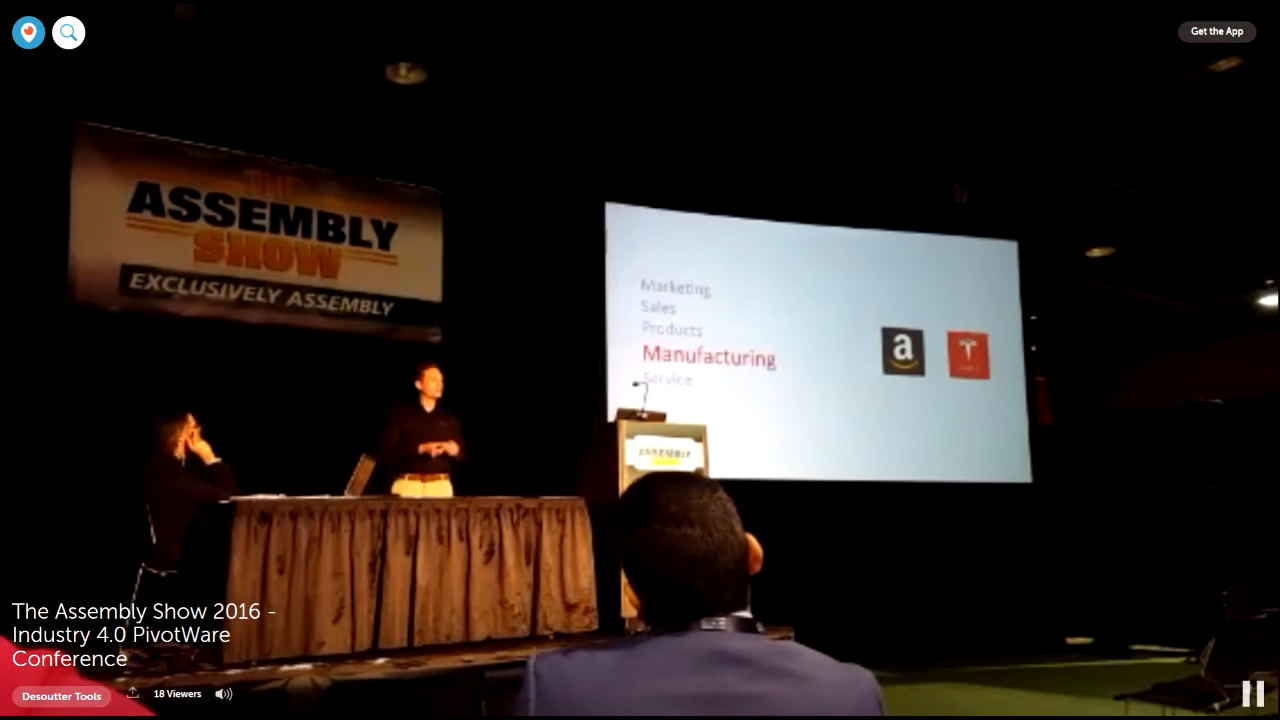 Get the App
THE
ASSEMBLY
SHOW
EXCLUSIVELY ASSEMBLY
Marketing
Sales
Products
Manufacturing
Service
a
ASSEMBLY
The Assembly Show 2016 -
Industry 4.0 PivotWare
Conference
Desoutter Tools
18 Viewers